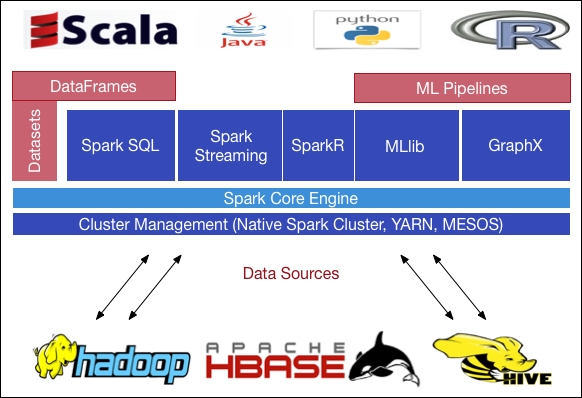 Scala
Java
python
R
DataFrames
ML Pipelines
Datasets
Spark SQL
Spark
Streaming
SparkR
MLlib
GraphX
Spark Core Engine
Cluster Management (Native Spark Cluster, YARN, MESOS)
Data Sources
hadoop
APACHE
HBASE
HIVE